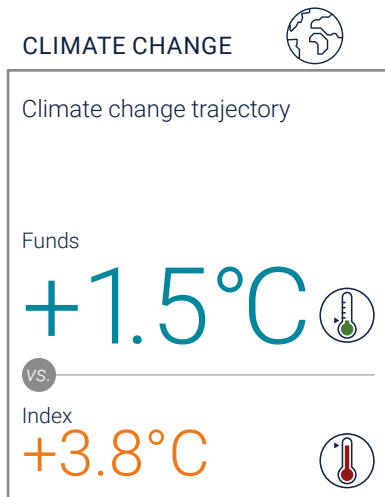 CLIMATE CHANGE
Climate change trajectory
Funds
+1.5°C
VS.
Index
+3.8°C